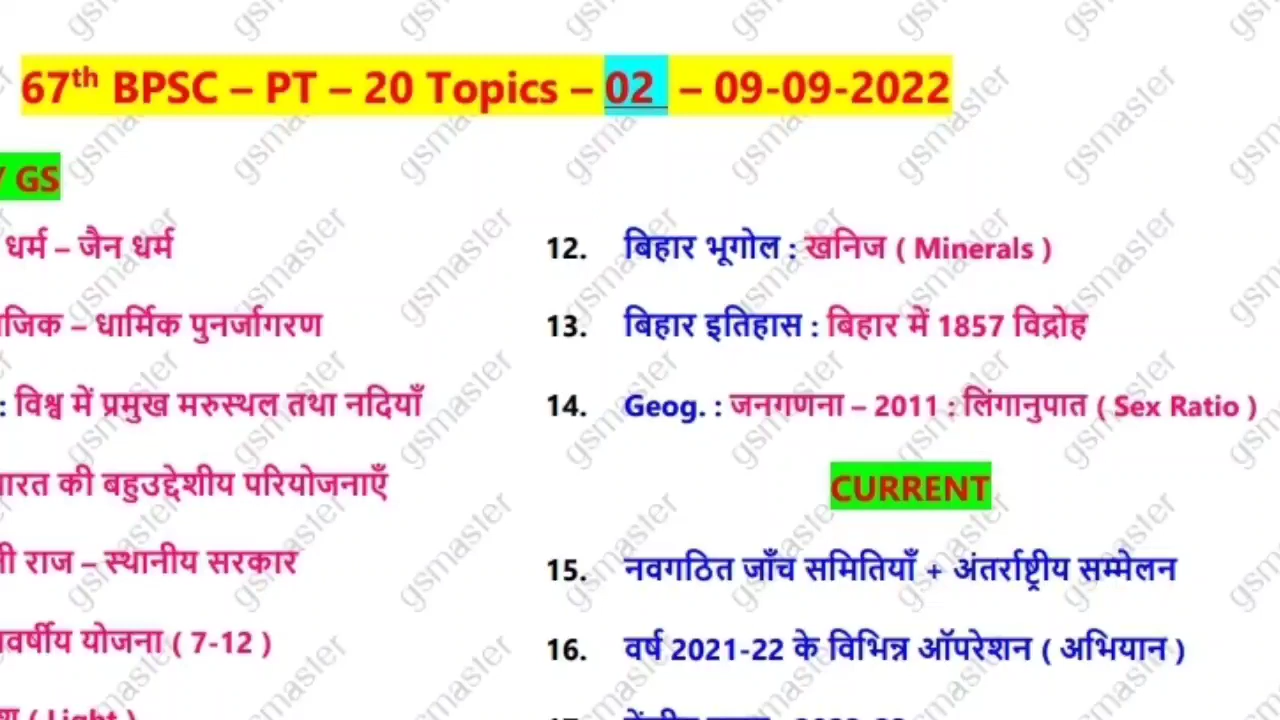 67th BPSC – PT – 20 Topics – 02 – 09-09-2022
GS
धर्म – जैन धर्म
– धार्मिक पुनर्जागरण
: विश्व में प्रमुख मरुस्थल तथा नदियाँ
की बहुउद्देशीय परियोजनाएँ
राज – स्थानीय सरकार
योजना ( 7-12 )
( Light )
12. बिहार भूगोल : खनिज ( Minerals )
13. बिहार इतिहास : बिहार में 1857 विद्रोह
14. Geog. : जनगणना – 2011 : लिंगानुपात ( Sex Ratio )
CURRENT
15. नवगठित जाँच समितियाँ + अंतर्राष्ट्रीय सम्मेलन
16. वर्ष 2021-22 के विभिन्न ऑपरेशन ( अभियान )
gsmaster